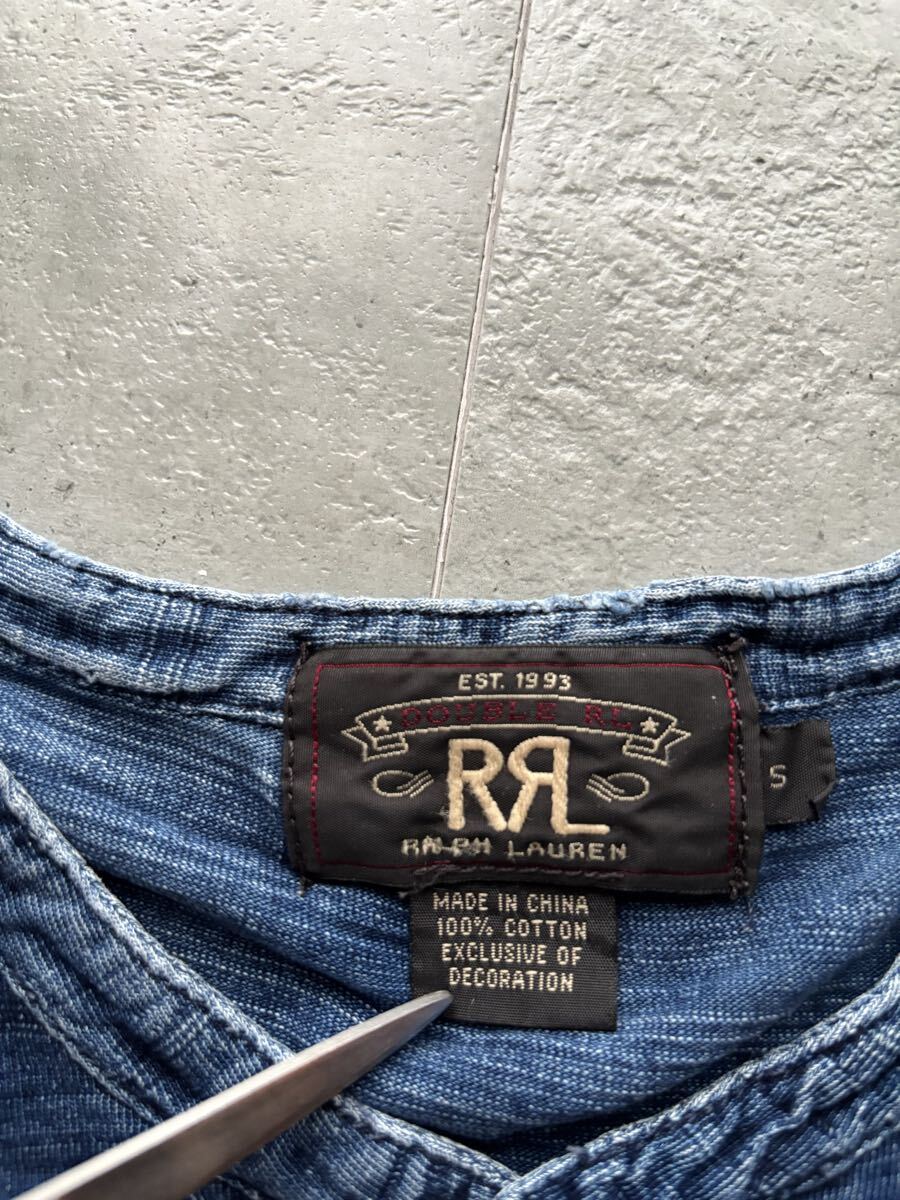 EST. 1993
DOUBLE RL
RRL
RALPH LAUREN
S
MADE IN CHINA
100% COTTON
EXCLUSIVE OF
DECORATION